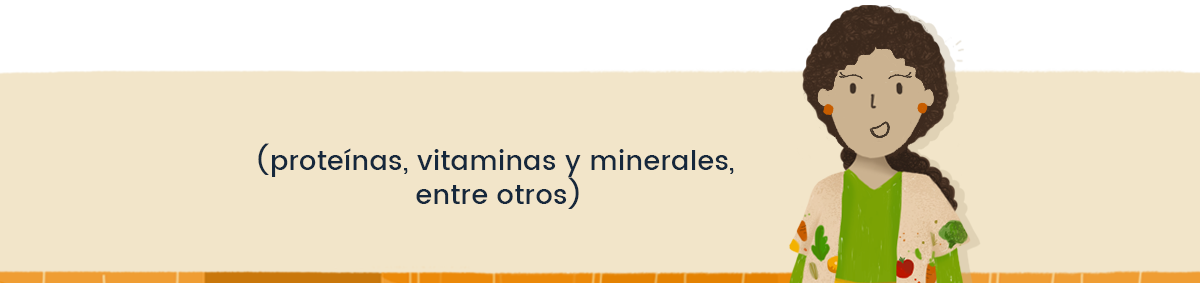 (proteínas, vitaminas y minerales,
entre otros)